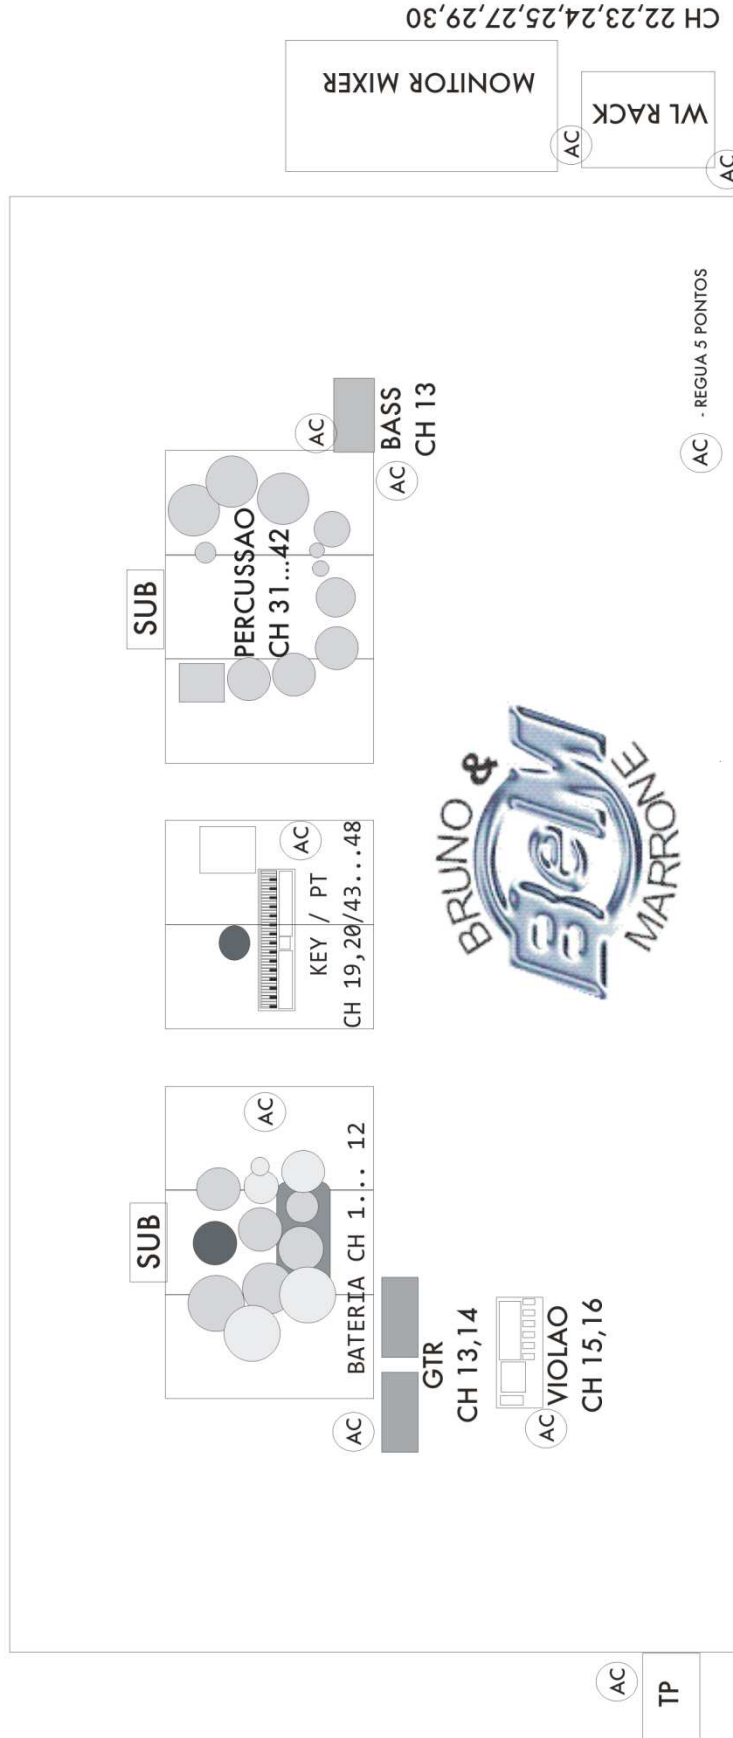 CH 22,23,24,25,27,29,30
MONITOR MIXER
WL RACK
AC
AC
SUB
PERCUSSAO
CH 31...42
AC
BASS
CH 13
AC
AC - REGUA 5 PONTOS
AC
KEY / PT
CH 19,20/43...48
BRUNO &
BeM
MARRONE
SUB
AC
BATERIA CH 1.... 12
AC
GTR
CH 13,14
AC
VIOLAO
CH 15,16
AC
TP